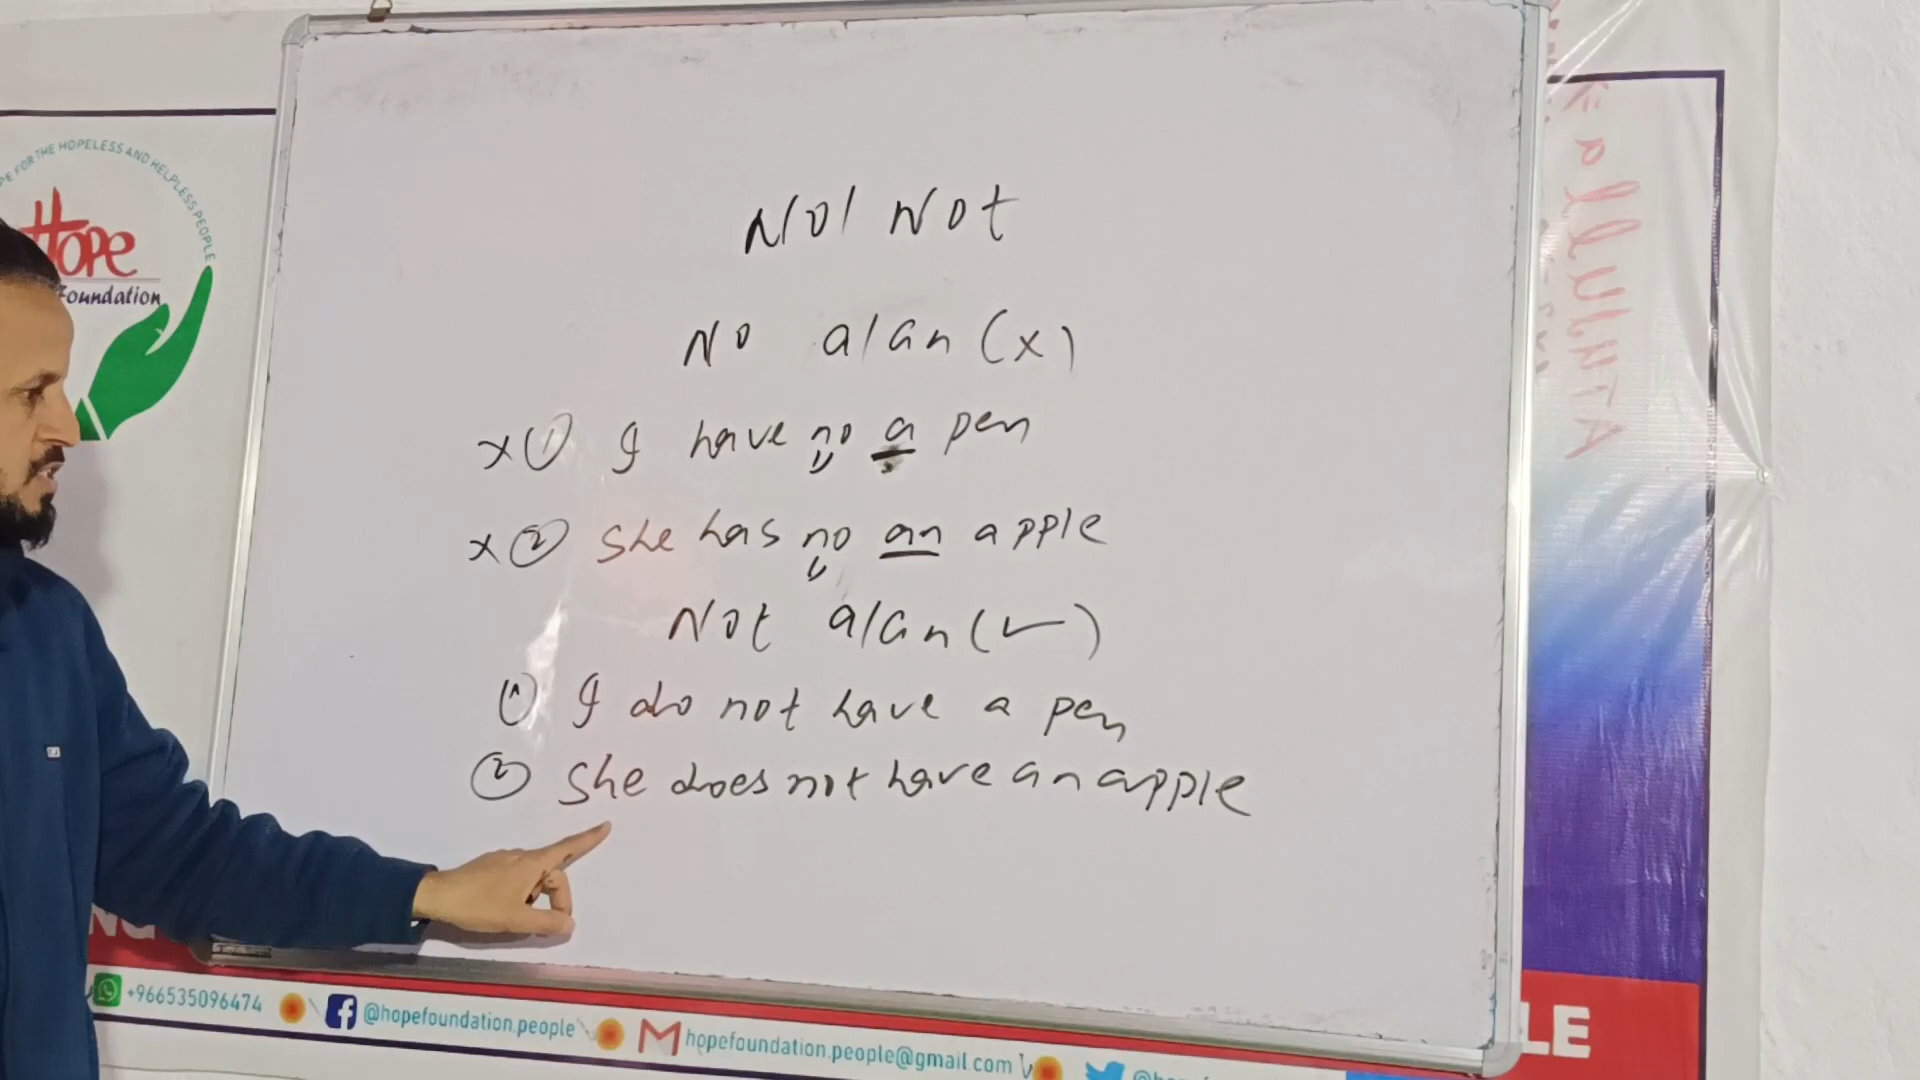 HOPE FOR THE HOPELESS AND HELPLESS PEOPLE
HOPE
Foundation
No/Not
No a/an (x)
x ① I have no a pen
x ② She has no an apple
Not a/an (✓)
① I do not have a pen
② She does not have an apple
+966535096474 @hopefoundation.people hopefoundation.people@gmail.com
LE